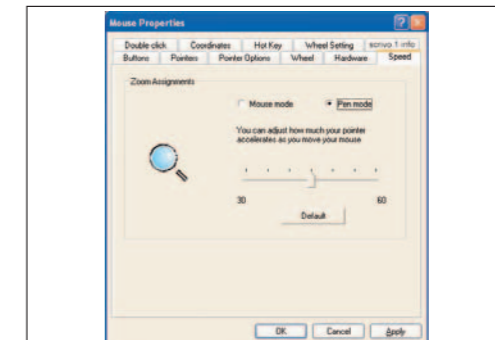 Mouse Properties
Double click Coordinates Hot Key Wheel Setting scrivo.1 info
Buttons Pointers Pointer Options Wheel Hardware Speed
Zoom Assignments
Mouse mode Pen mode
You can adjust how much your pointer
accelerates as you move your mouse
30 60
Default
OK Cancel Apply